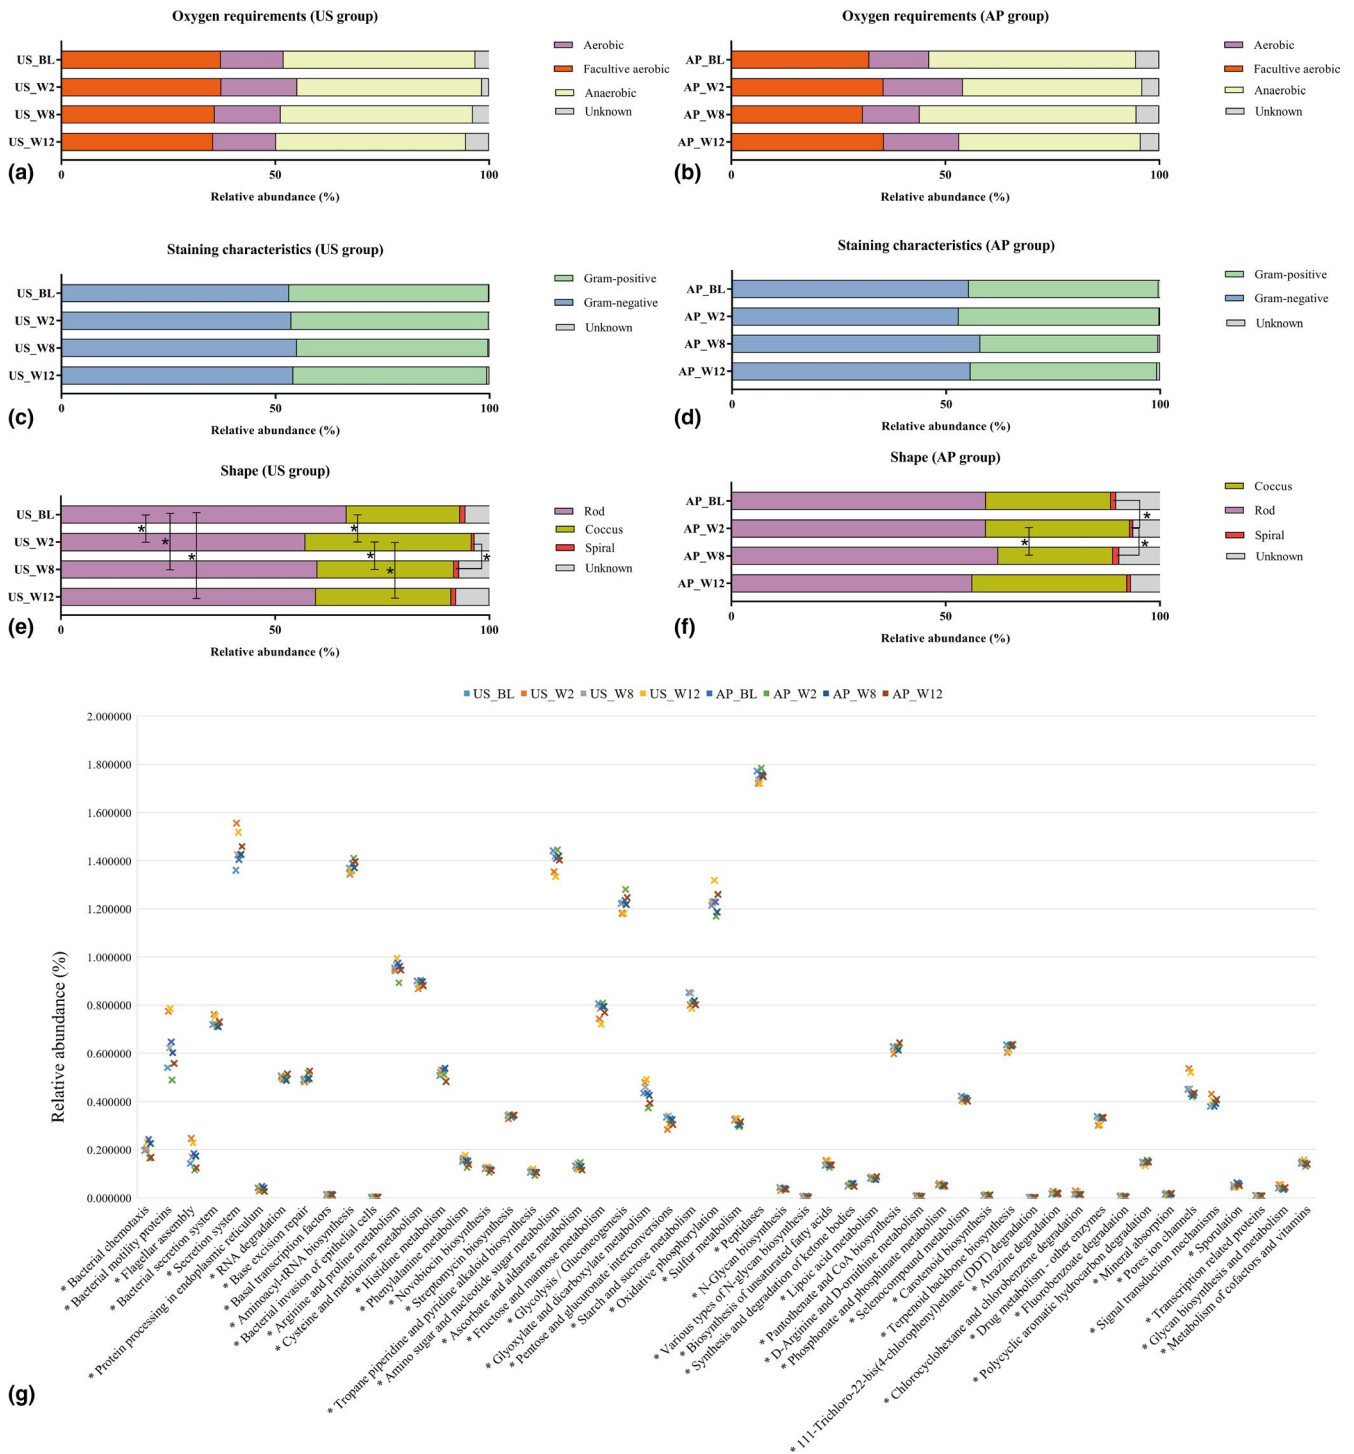 Oxygen requirements (US group)
US_BL
US_W2
US_W8
US_W12
0
50
100
Relative abundance (%)
Aerobic
Facultive aerobic
Anaerobic
Unknown
(a)
Oxygen requirements (AP group)
AP_BL
AP_W2
AP_W8
AP_W12
0
50
100
Relative abundance (%)
Aerobic
Facultive aerobic
Anaerobic
Unknown
(b)
Staining characteristics (US group)
US_BL
US_W2
US_W8
US_W12
0
50
100
Relative abundance (%)
Gram-positive
Gram-negative
Unknown
(c)
Staining characteristics (AP group)
AP_BL
AP_W2
AP_W8
AP_W12
0
50
100
Relative abundance (%)
Gram-positive
Gram-negative
Unknown
(d)
Shape (US group)
US_BL
US_W2
US_W8
US_W12
* * * * * * *
0
50
100
Relative abundance (%)
Rod
Coccus
Spiral
Unknown
(e)
Shape (AP group)
AP_BL
AP_W2
AP_W8
AP_W12
* * *
0
50
100
Relative abundance (%)
Coccus
Rod
Spiral
Unknown
(f)
US_BL US_W2 US_W8 US_W12 AP_BL AP_W2 AP_W8 AP_W12
Relative abundance (%)
2.000000
1.800000
1.600000
1.400000
1.200000
1.000000
0.800000
0.600000
0.400000
0.200000
0.000000
* Bacterial chemotaxis
* Bacterial motility proteins
* Flagellar assembly
* Bacterial secretion system
* Secretion system
* Protein processing in endoplasmic reticulum
* RNA degradation
* Base excision repair
* Basal transcription factors
* Aminoacyl-tRNA biosynthesis
* Bacterial invasion of epithelial cells
* Arginine and proline metabolism
* Cysteine and methionine metabolism
* Histidine metabolism
* Phenylalanine metabolism
* Novobiocin biosynthesis
* Streptomycin biosynthesis
* Tropane piperidine and pyridine alkaloid biosynthesis
* Amino sugar and nucleotide sugar metabolism
* Ascorbate and aldarate metabolism
* Fructose and mannose metabolism
* Glycolysis / Gluconeogenesis
* Glyoxylate and dicarboxylate metabolism
* Pentose and glucuronate interconversions
* Starch and sucrose metabolism
* Oxidative phosphorylation
* Sulfur metabolism
* Peptidases
* N-Glycan biosynthesis
* Various types of N-glycan biosynthesis
* Biosynthesis of unsaturated fatty acids
* Synthesis and degradation of ketone bodies
* Lipoic acid metabolism
* Pantothenate and CoA biosynthesis
* D-Arginine and D-ornithine metabolism
* Phosphonate and phosphinate metabolism
* Selenocompound metabolism
* Carotenoid biosynthesis
* Terpenoid backbone biosynthesis
* 111-Trichloro-22-bis(4-chlorophenyl)ethane (DDT) degradation
* Atrazine degradation
* Chlorocyclohexane and chlorobenzene degradation
* Drug metabolism - other enzymes
* Fluorobenzoate degradation
* Polycyclic aromatic hydrocarbon degradation
* Mineral absorption
* Pores ion channels
* Signal transduction mechanisms
* Sporulation
* Transcription related proteins
* Glycan biosynthesis and metabolism
* Metabolism of cofactors and vitamins
(g)